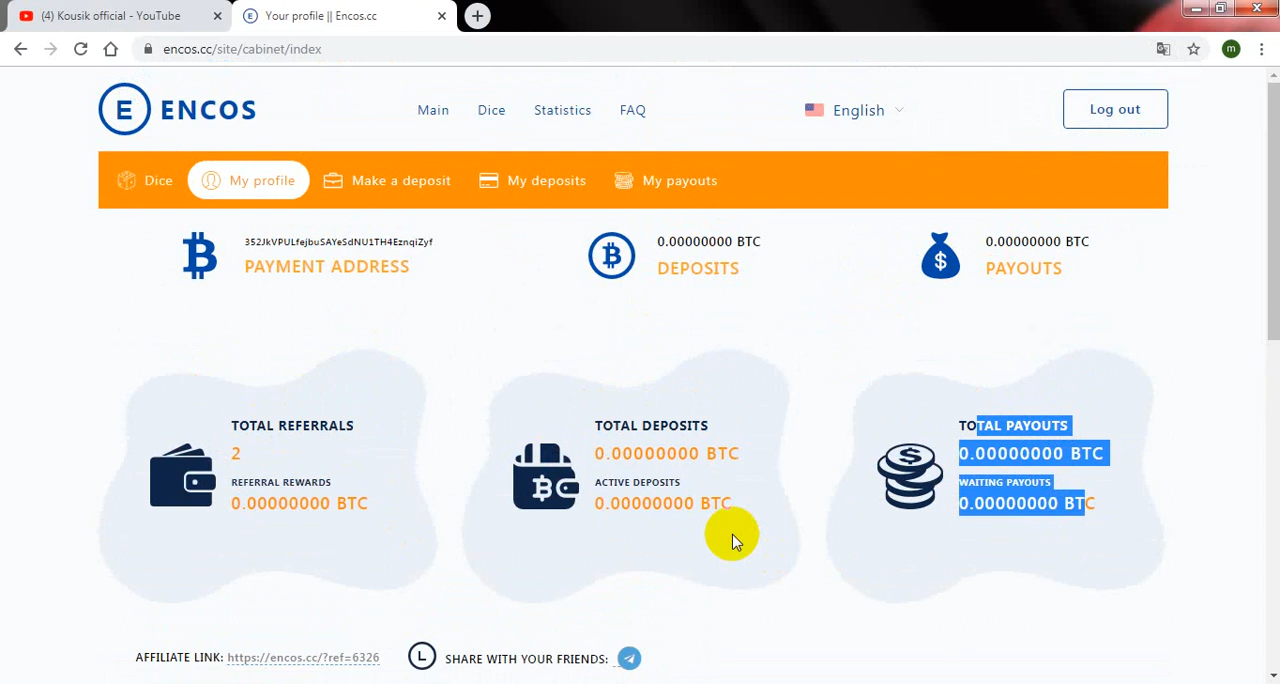 (4) Kousik official - YouTube
Your profile || Encos.cc
encos.cc/site/cabinet/index
m
E ENCOS
Main
Dice
Statistics
FAQ
English
Log out
Dice
My profile
Make a deposit
My deposits
My payouts
352JkVPULfejbuSAYeSdNU1TH4EznqiZyf
PAYMENT ADDRESS
0.00000000 BTC
DEPOSITS
0.00000000 BTC
PAYOUTS
TOTAL REFERRALS
2
REFERRAL REWARDS
0.00000000 BTC
TOTAL DEPOSITS
0.00000000 BTC
ACTIVE DEPOSITS
0.00000000 BTC
TOTAL PAYOUTS
0.00000000 BTC
WAITING PAYOUTS
0.00000000 BTC
AFFILIATE LINK: https://encos.cc/?ref=6326
SHARE WITH YOUR FRIENDS: